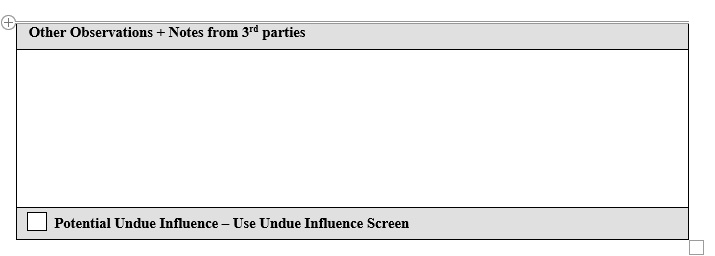 Other Observations + Notes from 3rd parties
Potential Undue Influence – Use Undue Influence Screen